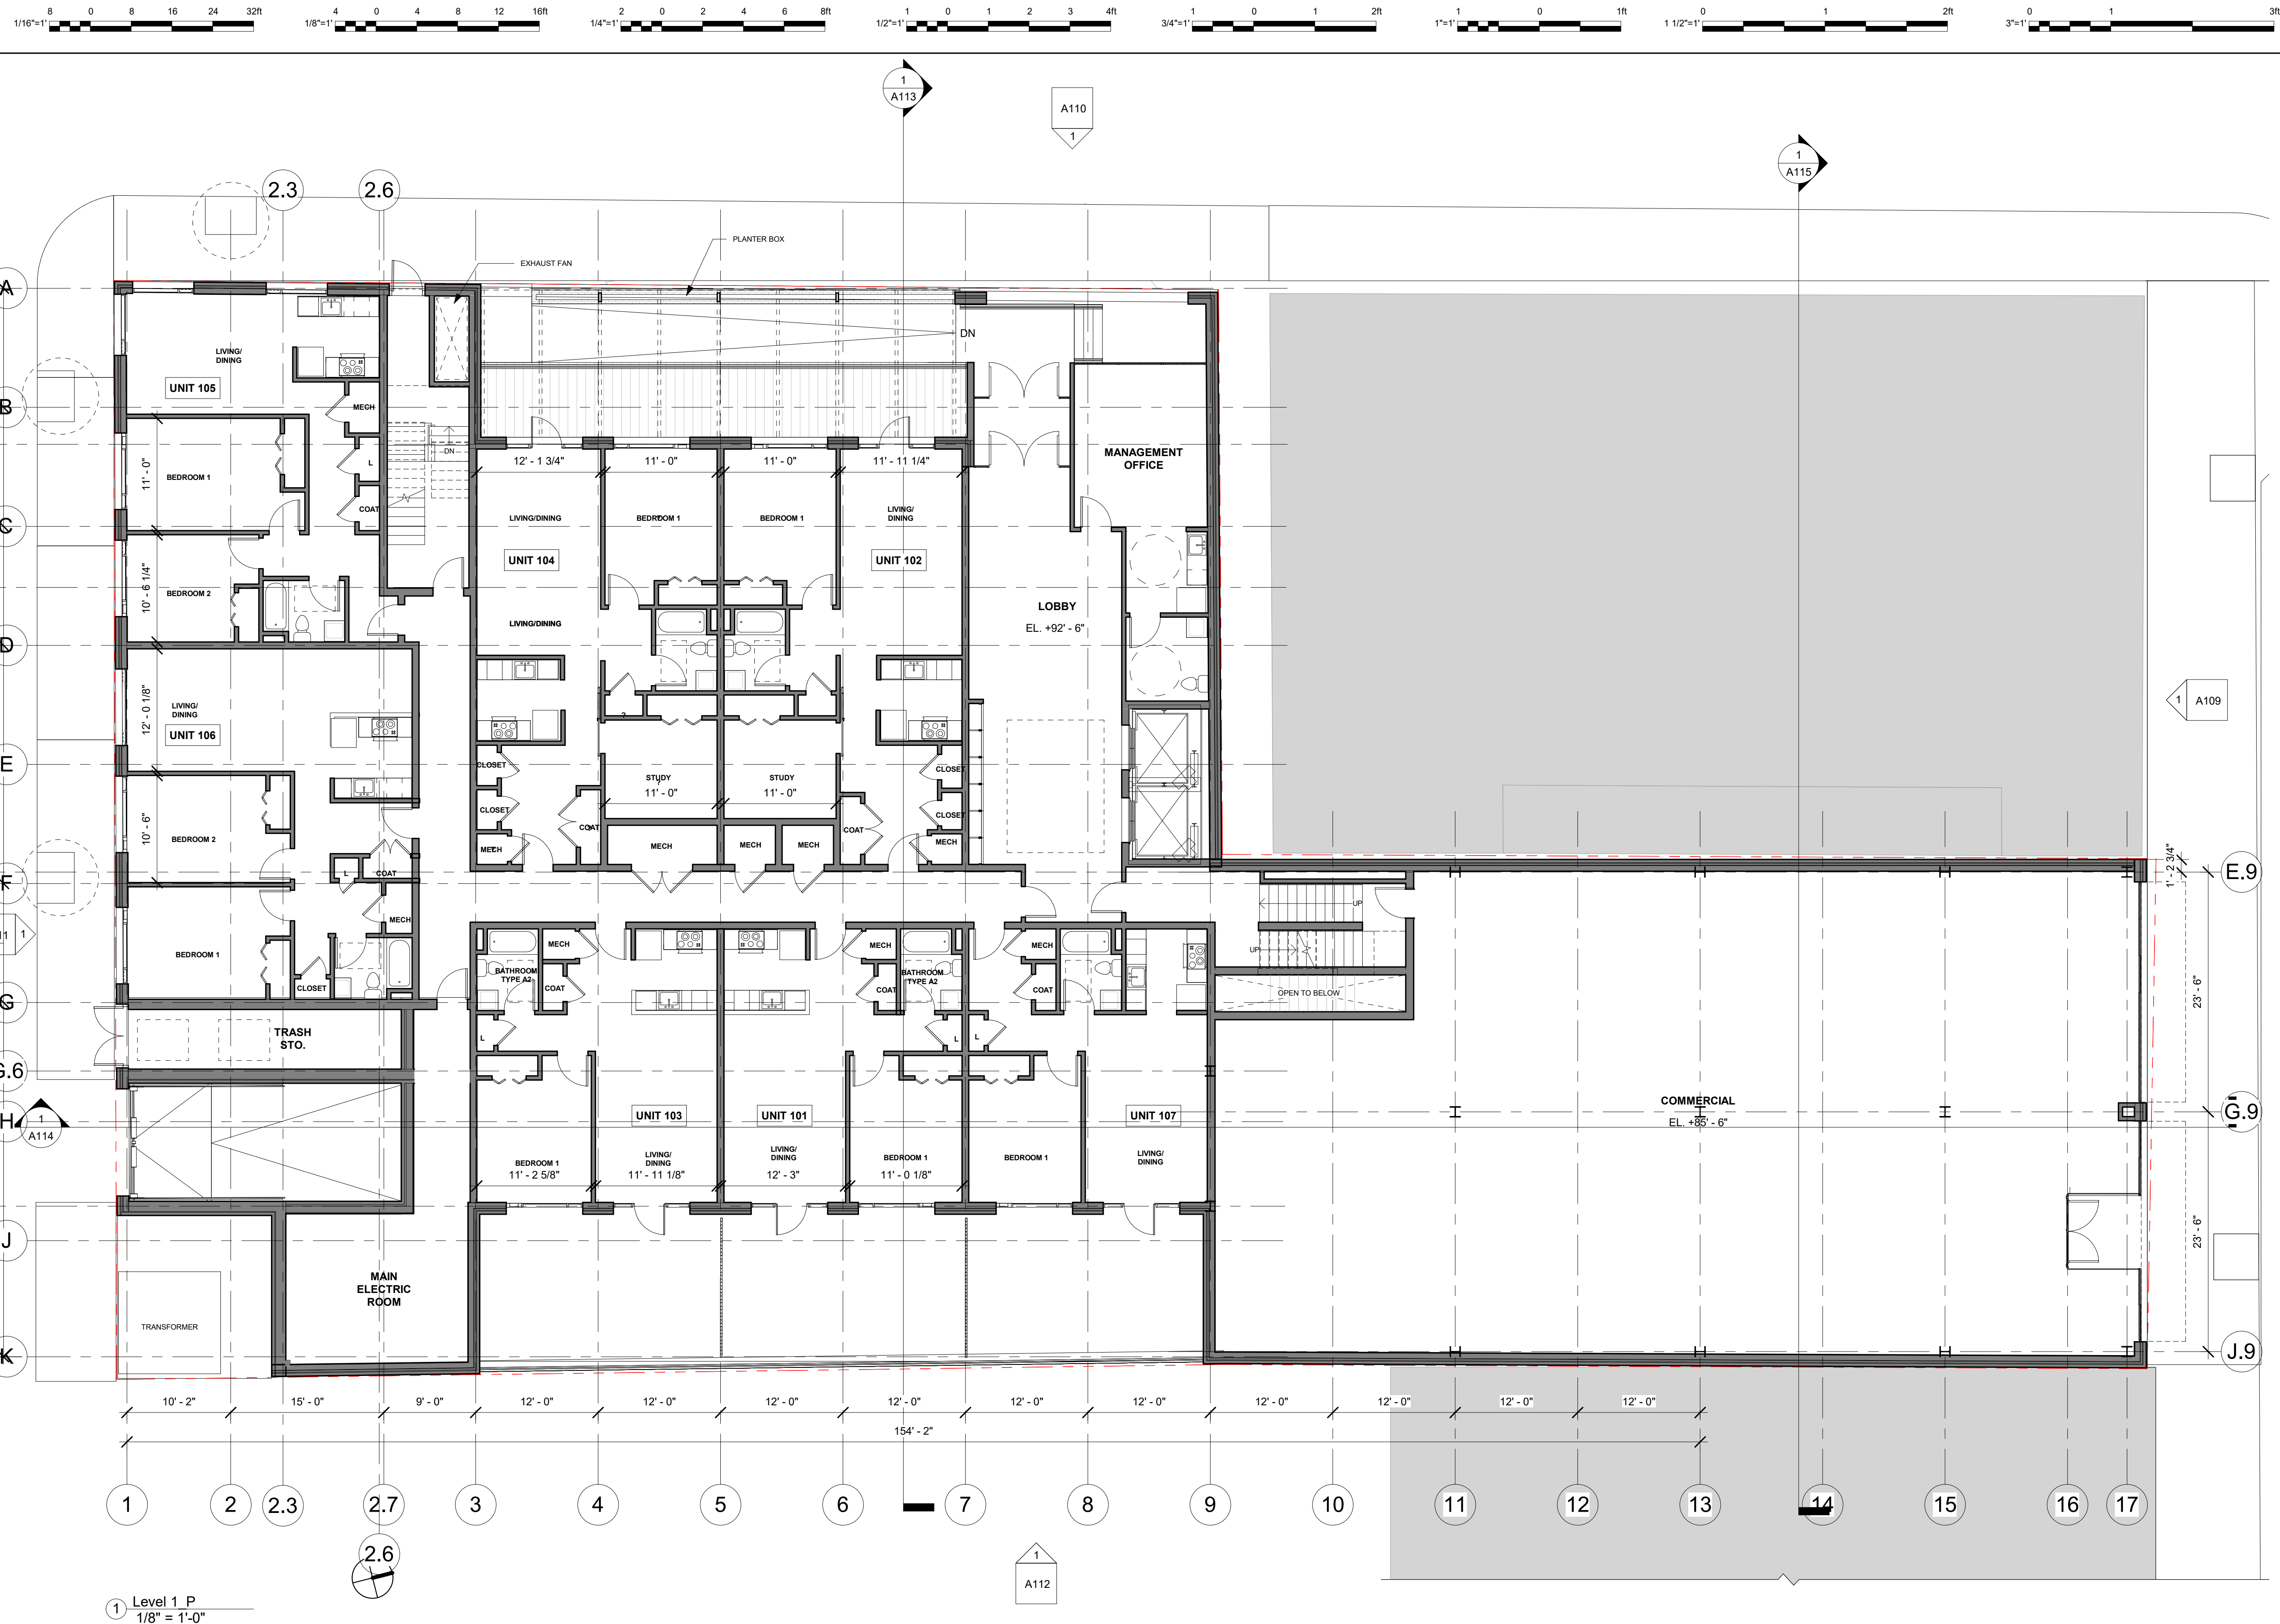 8 0 8 16 24 32ft
1/16"=1'
4 0 4 8 12 16ft
1/8"=1'
2 0 2 4 6 8ft
1/4"=1'
1 0 1 2 3 4ft
1/2"=1'
1 0 1 2ft
3/4"=1'
1 0 1ft
1"=1'
0 1 2ft
1 1/2"=1'
0 1 3ft
3"=1'
1
A113
A110
1
1
A115
2.3
2.6
PLANTER BOX
EXHAUST FAN
A
DN
LIVING/
DINING
UNIT 105
MECH
B
DN
L
BEDROOM 1
11' - 0"
COAT
12' - 1 3/4"
11' - 0"
11' - 0"
11' - 11 1/4"
MANAGEMENT
OFFICE
C
LIVING/DINING
BEDROOM 1
BEDROOM 1
LIVING/
DINING
UNIT 104
UNIT 102
BEDROOM 2
10' - 6 1/4"
LIVING/DINING
LOBBY
EL. +92' - 6"
D
LIVING/
DINING
UNIT 106
12' - 0 1/8"
?
1
A109
E
CLOSET
STUDY
11' - 0"
STUDY
11' - 0"
CLOSET
CLOSET
COAT
COAT
CLOSET
BEDROOM 2
10' - 6"
MECH
MECH
MECH
MECH
MECH
F
L
COAT
1' - 2 3/4"
E.9
MECH
UP
11
1
BEDROOM 1
CLOSET
MECH
BATHROOM
TYPE A2
COAT
MECH
BATHROOM
TYPE A2
COAT
MECH
COAT
UP
OPEN TO BELOW
23' - 6"
G
TRASH
STO.
L
L
L
G.6
H
1
A114
UNIT 103
UNIT 101
UNIT 107
COMMERCIAL
EL. +85' - 6"
G.9
BEDROOM 1
11' - 2 5/8"
LIVING/
DINING
11' - 11 1/8"
LIVING/
DINING
12' - 3"
BEDROOM 1
11' - 0 1/8"
BEDROOM 1
LIVING/
DINING
J
23' - 6"
MAIN
ELECTRIC
ROOM
TRANSFORMER
K
J.9
10' - 2"
15' - 0"
9' - 0"
12' - 0"
12' - 0"
12' - 0"
12' - 0"
12' - 0"
12' - 0"
12' - 0"
12' - 0"
12' - 0"
12' - 0"
154' - 2"
1
2
2.3
2.7
3
4
5
6
7
8
9
10
11
12
13
14
15
16
17
2.6
1
A112
1
Level 1_P
1/8" = 1'-0"